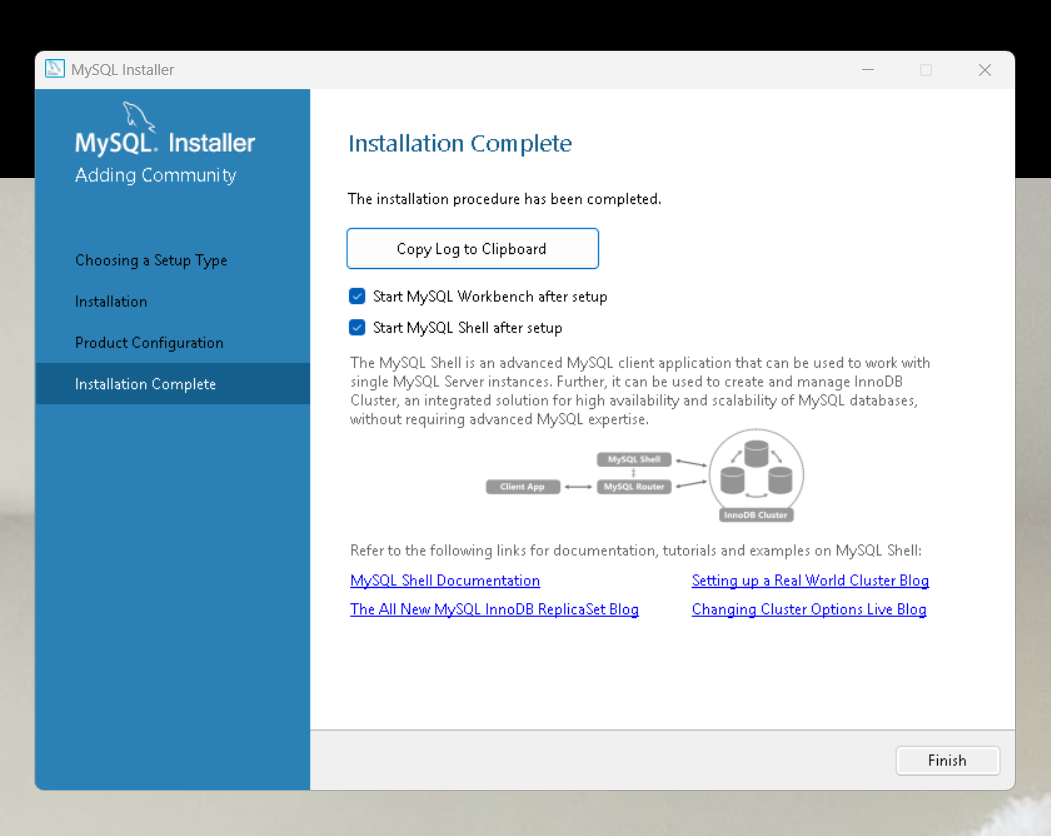 MySQL Installer
MySQL. Installer
Adding Community
Choosing a Setup Type
Installation
Product Configuration
Installation Complete
Installation Complete
The installation procedure has been completed.
Copy Log to Clipboard
Start MySQL Workbench after setup
Start MySQL Shell after setup
The MySQL Shell is an advanced MySQL client application that can be used to work with
single MySQL Server instances. Further, it can be used to create and manage InnoDB
Cluster, an integrated solution for high availability and scalability of MySQL databases,
without requiring advanced MySQL expertise.
MySQL Shell
Client App
MySQL Router
InnoDB Cluster
Refer to the following links for documentation, tutorials and examples on MySQL Shell:
MySQL Shell Documentation
Setting up a Real World Cluster Blog
The All New MySQL InnoDB ReplicaSet Blog
Changing Cluster Options Live Blog
Finish